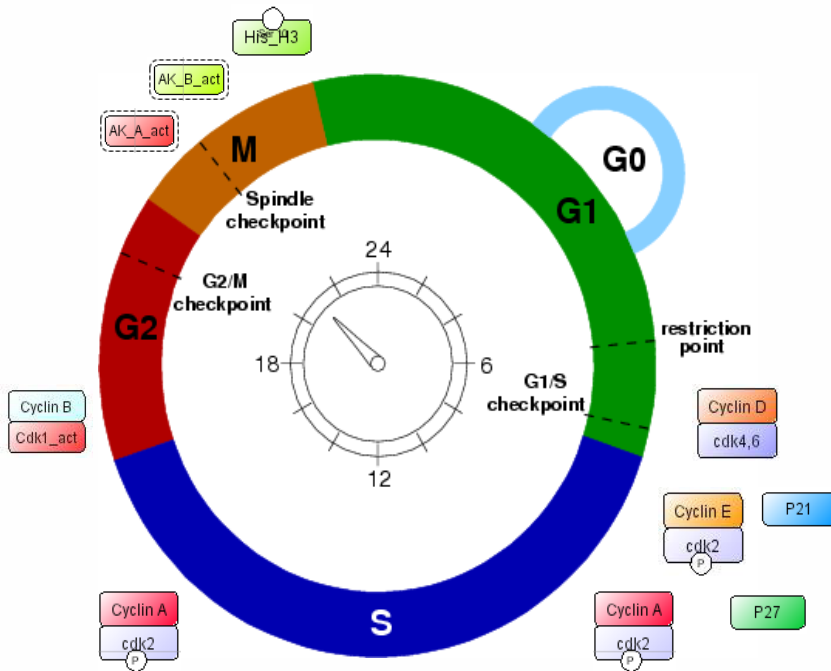 His_H3
AK_B_act
AK_A_act
M
G0
G1
Spindle
checkpoint
24
G2/M
checkpoint
G2
restriction
point
18
6
G1/S
checkpoint
Cyclin B
Cdk1_act
Cyclin D
cdk4,6
12
Cyclin E
cdk2
P
P21
Cyclin A
cdk2
P
S
Cyclin A
cdk2
P
P27